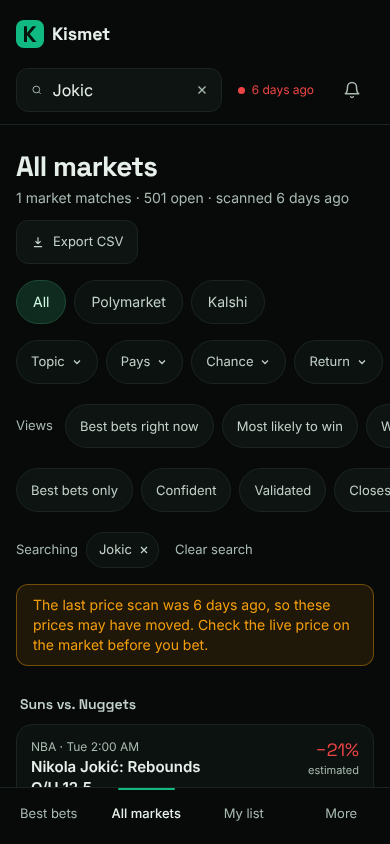 K Kismet
Jokic ×
6 days ago
All markets
1 market matches · 501 open · scanned 6 days ago
Export CSV
All Polymarket Kalshi
Topic Pays Chance Return
Views Best bets right now Most likely to win W
Best bets only Confident Validated Closes
Searching Jokic × Clear search
The last price scan was 6 days ago, so these
prices may have moved. Check the live price on
the market before you bet.
Suns vs. Nuggets
NBA · Tue 2:00 AM −21%
Nikola Jokić: Rebounds estimated
O/U 12.5
Best bets All markets My list More